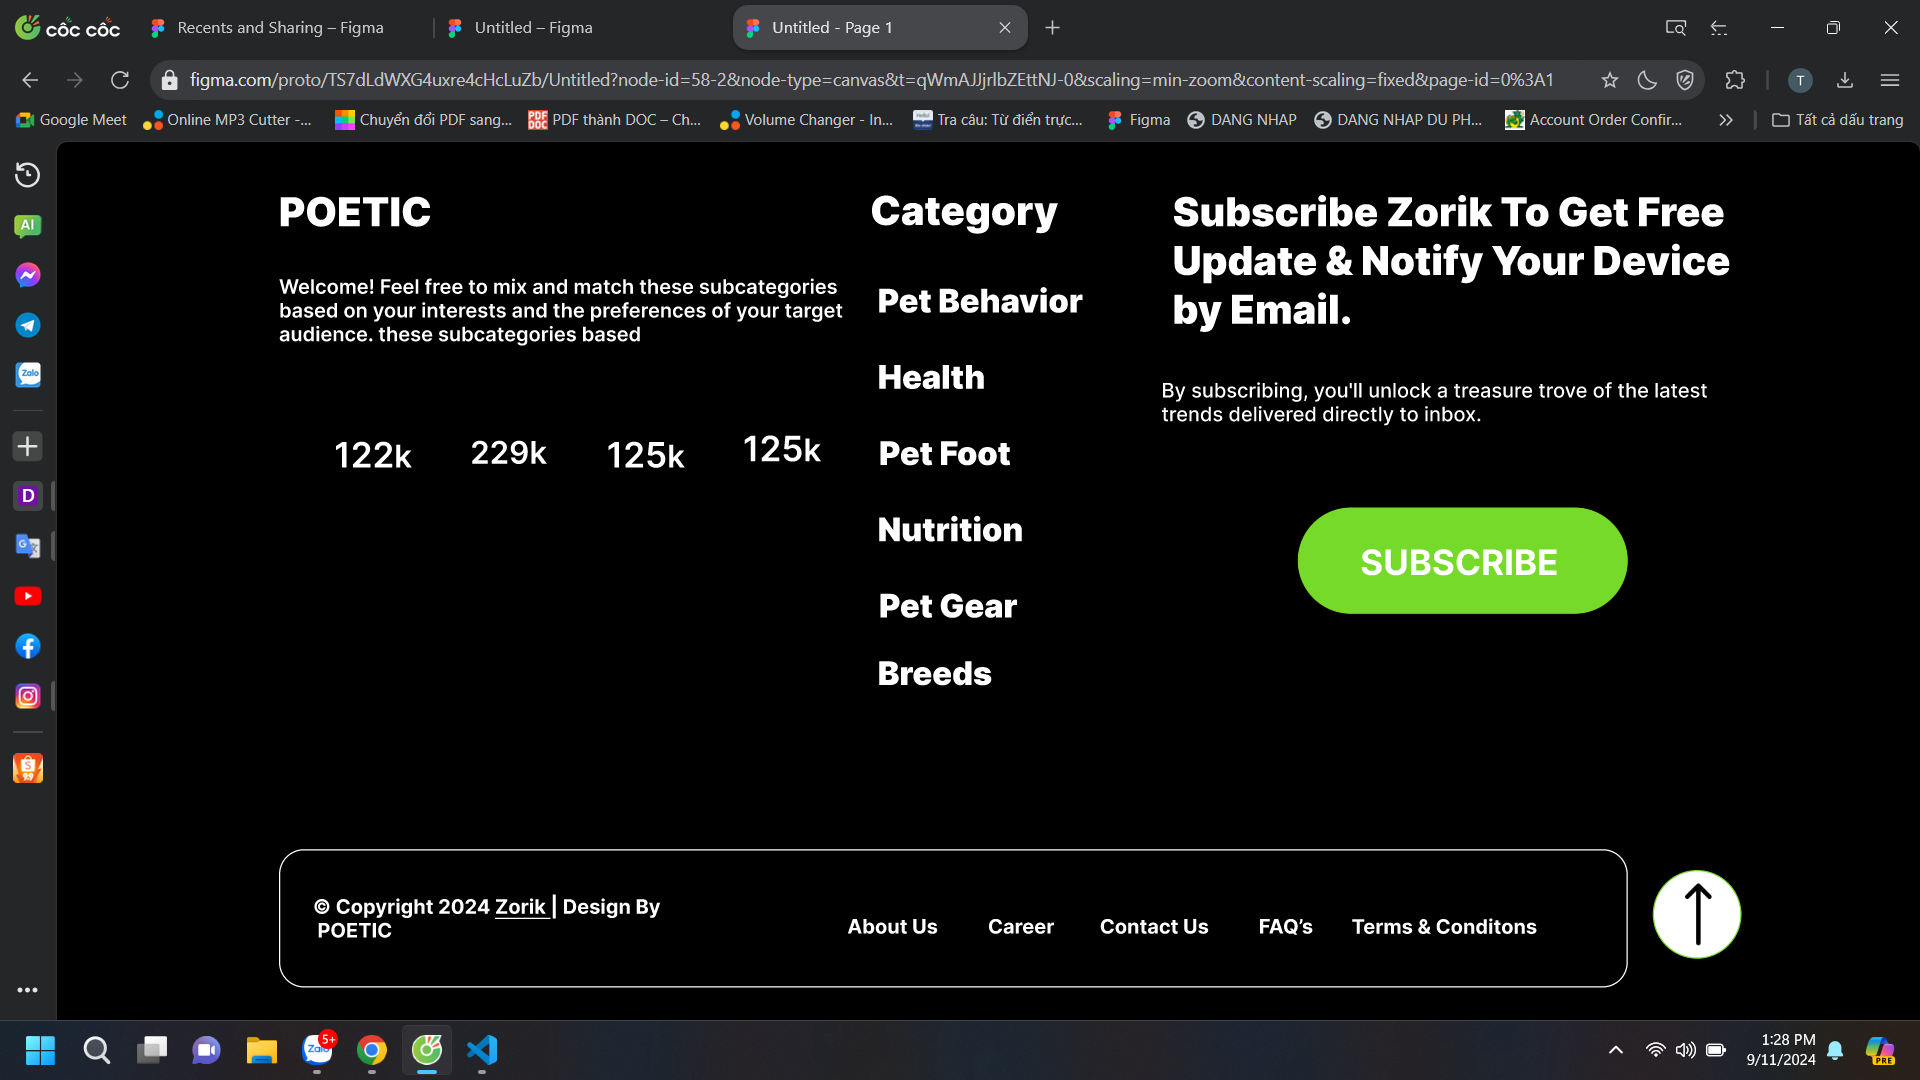 cốc cốc
Recents and Sharing – Figma
Untitled – Figma
Untitled - Page 1
figma.com/proto/TS7dLdWXG4uxre4cHcLuZb/Untitled?node-id=58-2&node-type=canvas&t=qWmAJJjrlbZEttNJ-0&scaling=min-zoom&content-scaling=fixed&page-id=0%3A1
T
Google Meet
Online MP3 Cutter -...
Chuyển đổi PDF sang...
PDF thành DOC – Ch...
Volume Changer - In...
Tra câu: Từ điển trực...
Figma
DANG NHAP
DANG NHAP DU PH...
Account Order Confir...
Tất cả dấu trang
AI
Zalo
D
POETIC
Welcome! Feel free to mix and match these subcategories
based on your interests and the preferences of your target
audience. these subcategories based
122k
229k
125k
125k
Category
Pet Behavior
Health
Pet Foot
Nutrition
Pet Gear
Breeds
Subscribe Zorik To Get Free
Update & Notify Your Device
by Email.
By subscribing, you'll unlock a treasure trove of the latest
trends delivered directly to inbox.
SUBSCRIBE
© Copyright 2024 Zorik | Design By
POETIC
About Us
Career
Contact Us
FAQ’s
Terms & Conditons
Zalo
5+
1:28 PM
9/11/2024
PRE